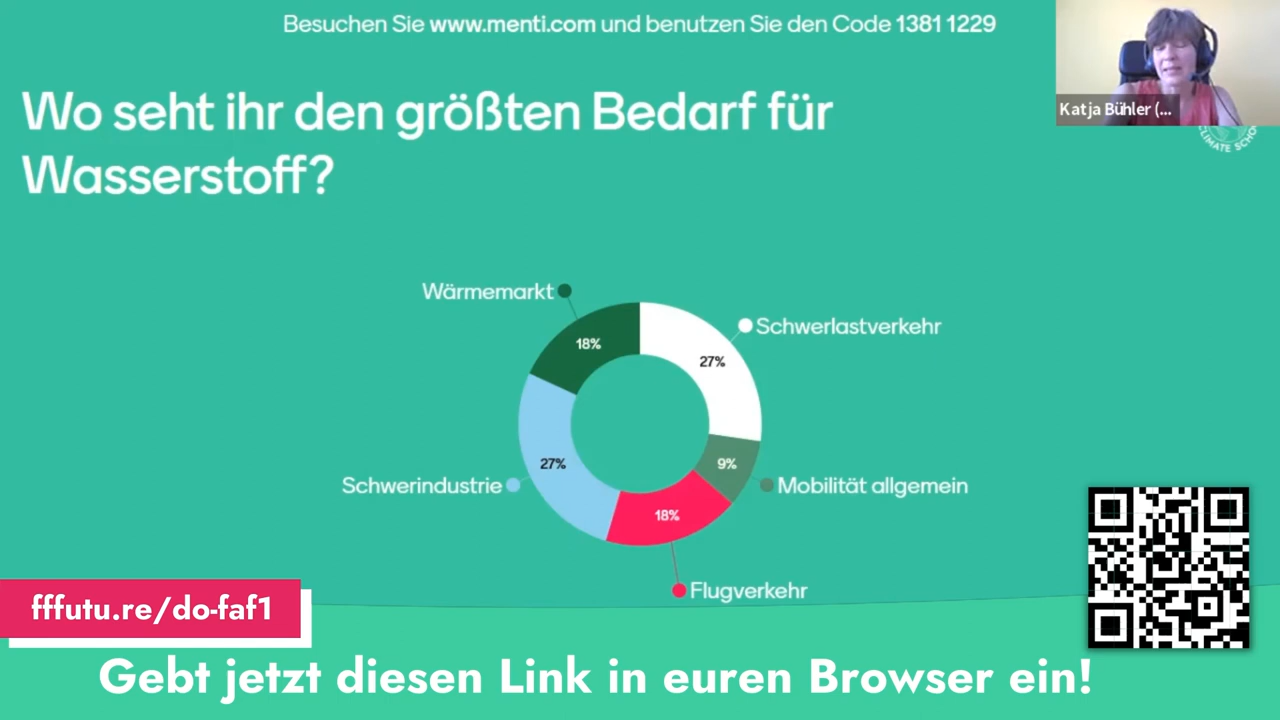 Besuchen Sie www.menti.com und benutzen Sie den Code 1381 1229
Wo seht ihr den größten Bedarf für
Wasserstoff?
Katja Bühler (...
CLIMATE SCHO
Wärmemarkt
Schwerlastverkehr
18%
27%
27%
9%
Schwerindustrie
Mobilität allgemein
18%
Flugverkehr
fffutu.re/do-faf1
Gebt jetzt diesen Link in euren Browser ein!